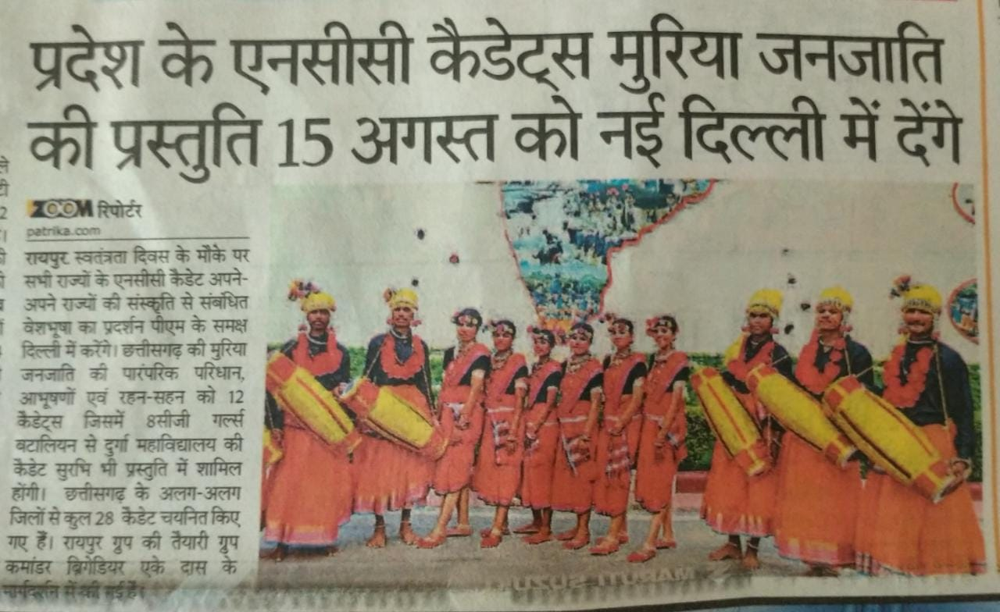 प्रदेश के एनसीसी कैडेट्स मुरिया जनजाति
की प्रस्तुति 15 अगस्त को नई दिल्ली में देंगे
ZOOM रिपोर्टर
patrika.com
रायपुर. स्वतंत्रता दिवस के मौके पर
सभी राज्यों के एनसीसी कैडेट अपने-
अपने राज्यों की संस्कृति से संबंधित
वेशभूषा का प्रदर्शन पीएम के समक्ष
दिल्ली में करेंगे। छत्तीसगढ़ की मुरिया
जनजाति की पारंपरिक परिधान,
आभूषणों एवं रहन-सहन को 12
कैडेट्स जिसमें 8सीजी गर्ल्स
बटालियन से दुर्गा महाविद्यालय की
कैडेट सुरभि भी प्रस्तुति में शामिल
होंगी। छत्तीसगढ़ के अलग-अलग
जिलों से कुल 28 कैडेट चयनित किए
गए हैं। रायपुर ग्रुप की तैयारी ग्रुप
कमांडर ब्रिगेडियर एके दास के
मार्गदर्शन में की गई है।